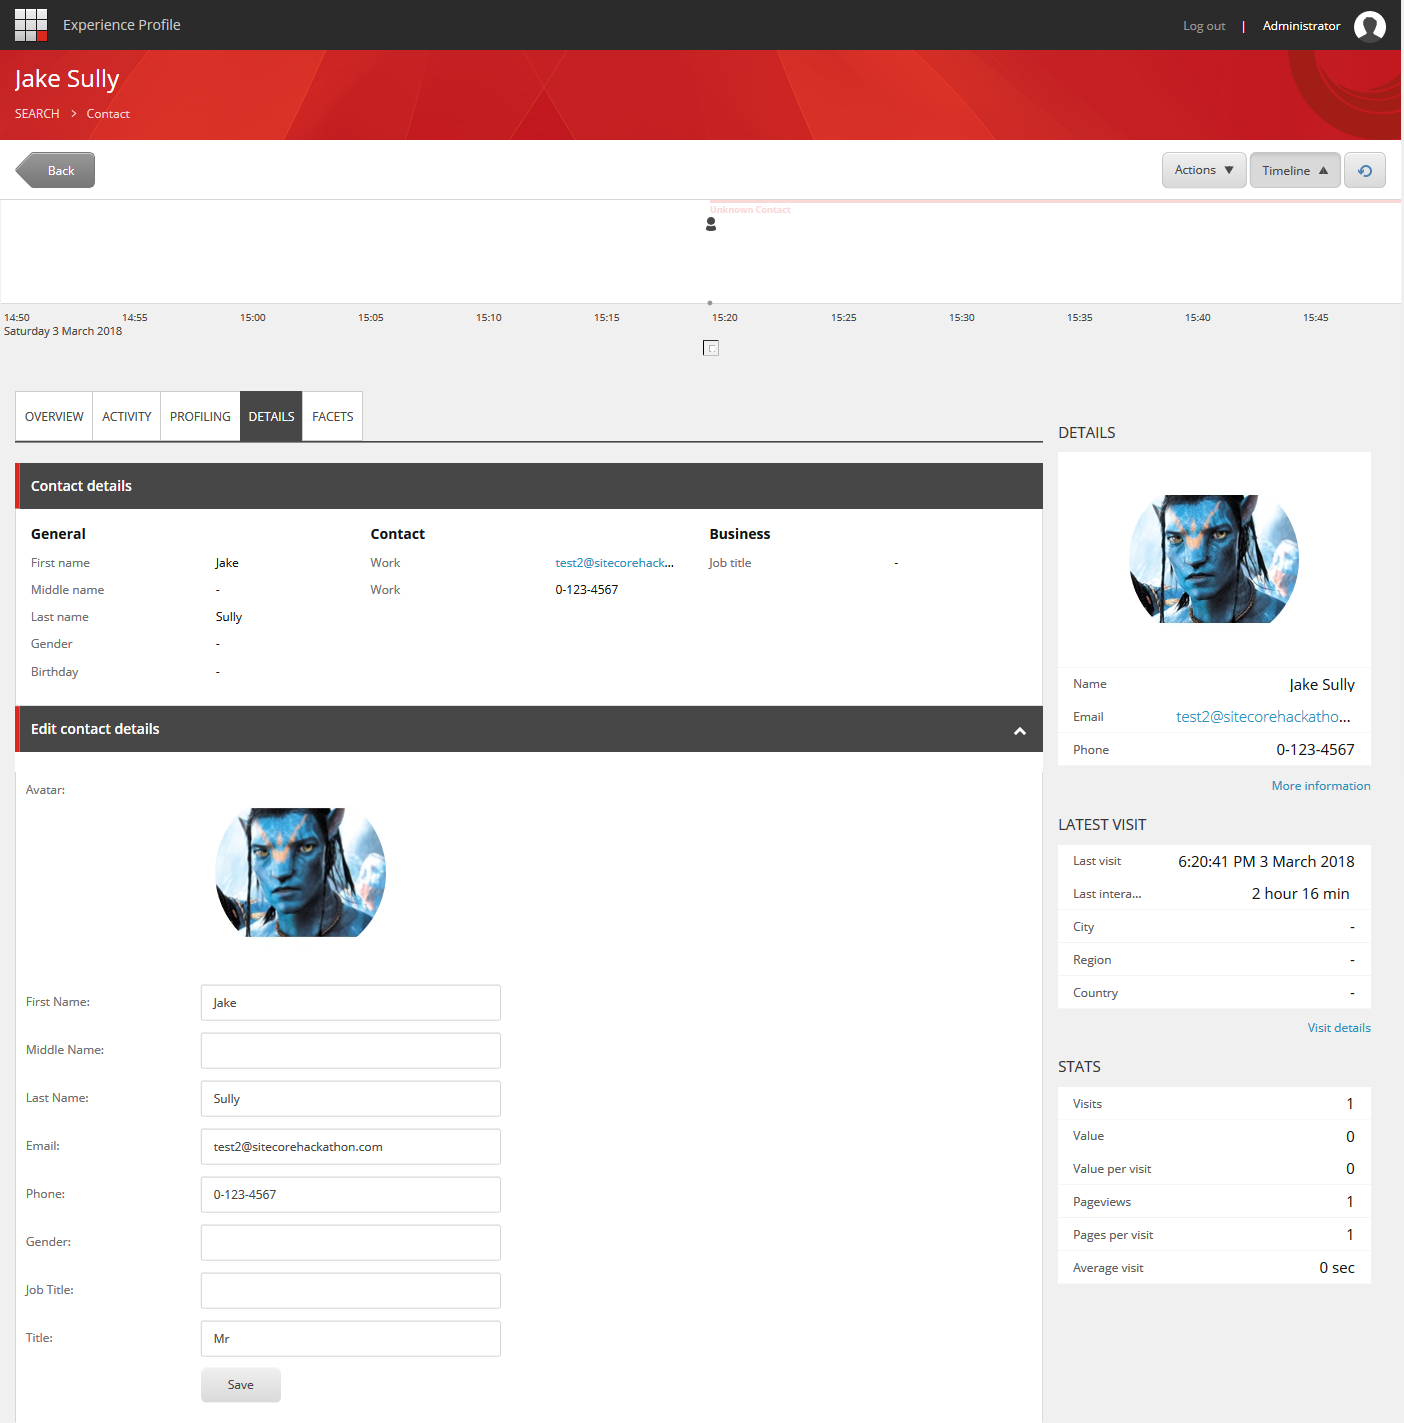 Experience Profile
Log out | Administrator
Jake Sully
SEARCH > Contact
Back
Actions ▼
Timeline ▲
Unknown Contact
14:50 14:55 15:00 15:05 15:10 15:15 15:20 15:25 15:30 15:35 15:40 15:45
Saturday 3 March 2018
OVERVIEW ACTIVITY PROFILING DETAILS FACETS
Contact details
General
First name Jake
Middle name -
Last name Sully
Gender -
Birthday -
Contact
Work test2@sitecorehack...
Work 0-123-4567
Business
Job title -
Edit contact details
Avatar:
First Name: Jake
Middle Name:
Last Name: Sully
Email: test2@sitecorehackathon.com
Phone: 0-123-4567
Gender:
Job Title:
Title: Mr
Save
DETAILS
Name Jake Sully
Email test2@sitecorehackatho...
Phone 0-123-4567
More information
LATEST VISIT
Last visit 6:20:41 PM 3 March 2018
Last intera... 2 hour 16 min
City -
Region -
Country -
Visit details
STATS
Visits 1
Value 0
Value per visit 0
Pageviews 1
Pages per visit 1
Average visit 0 sec